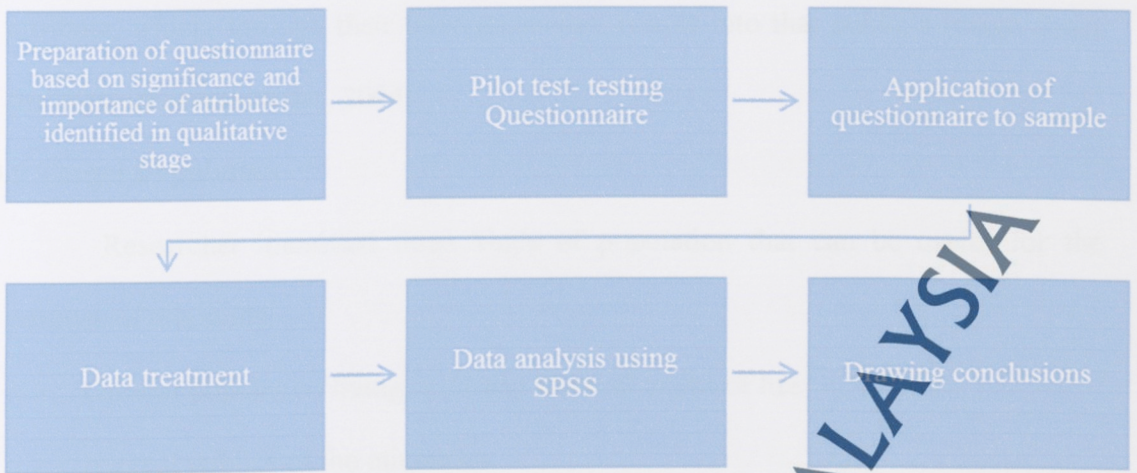 Preparation of questionnaire
based on significance and
importance of attributes
identified in qualitative
stage
Pilot test- testing
Questionnaire
Application of
questionnaire to sample
Data treatment
Data analysis using
SPSS
Drawing conclusions
ALAYSIA